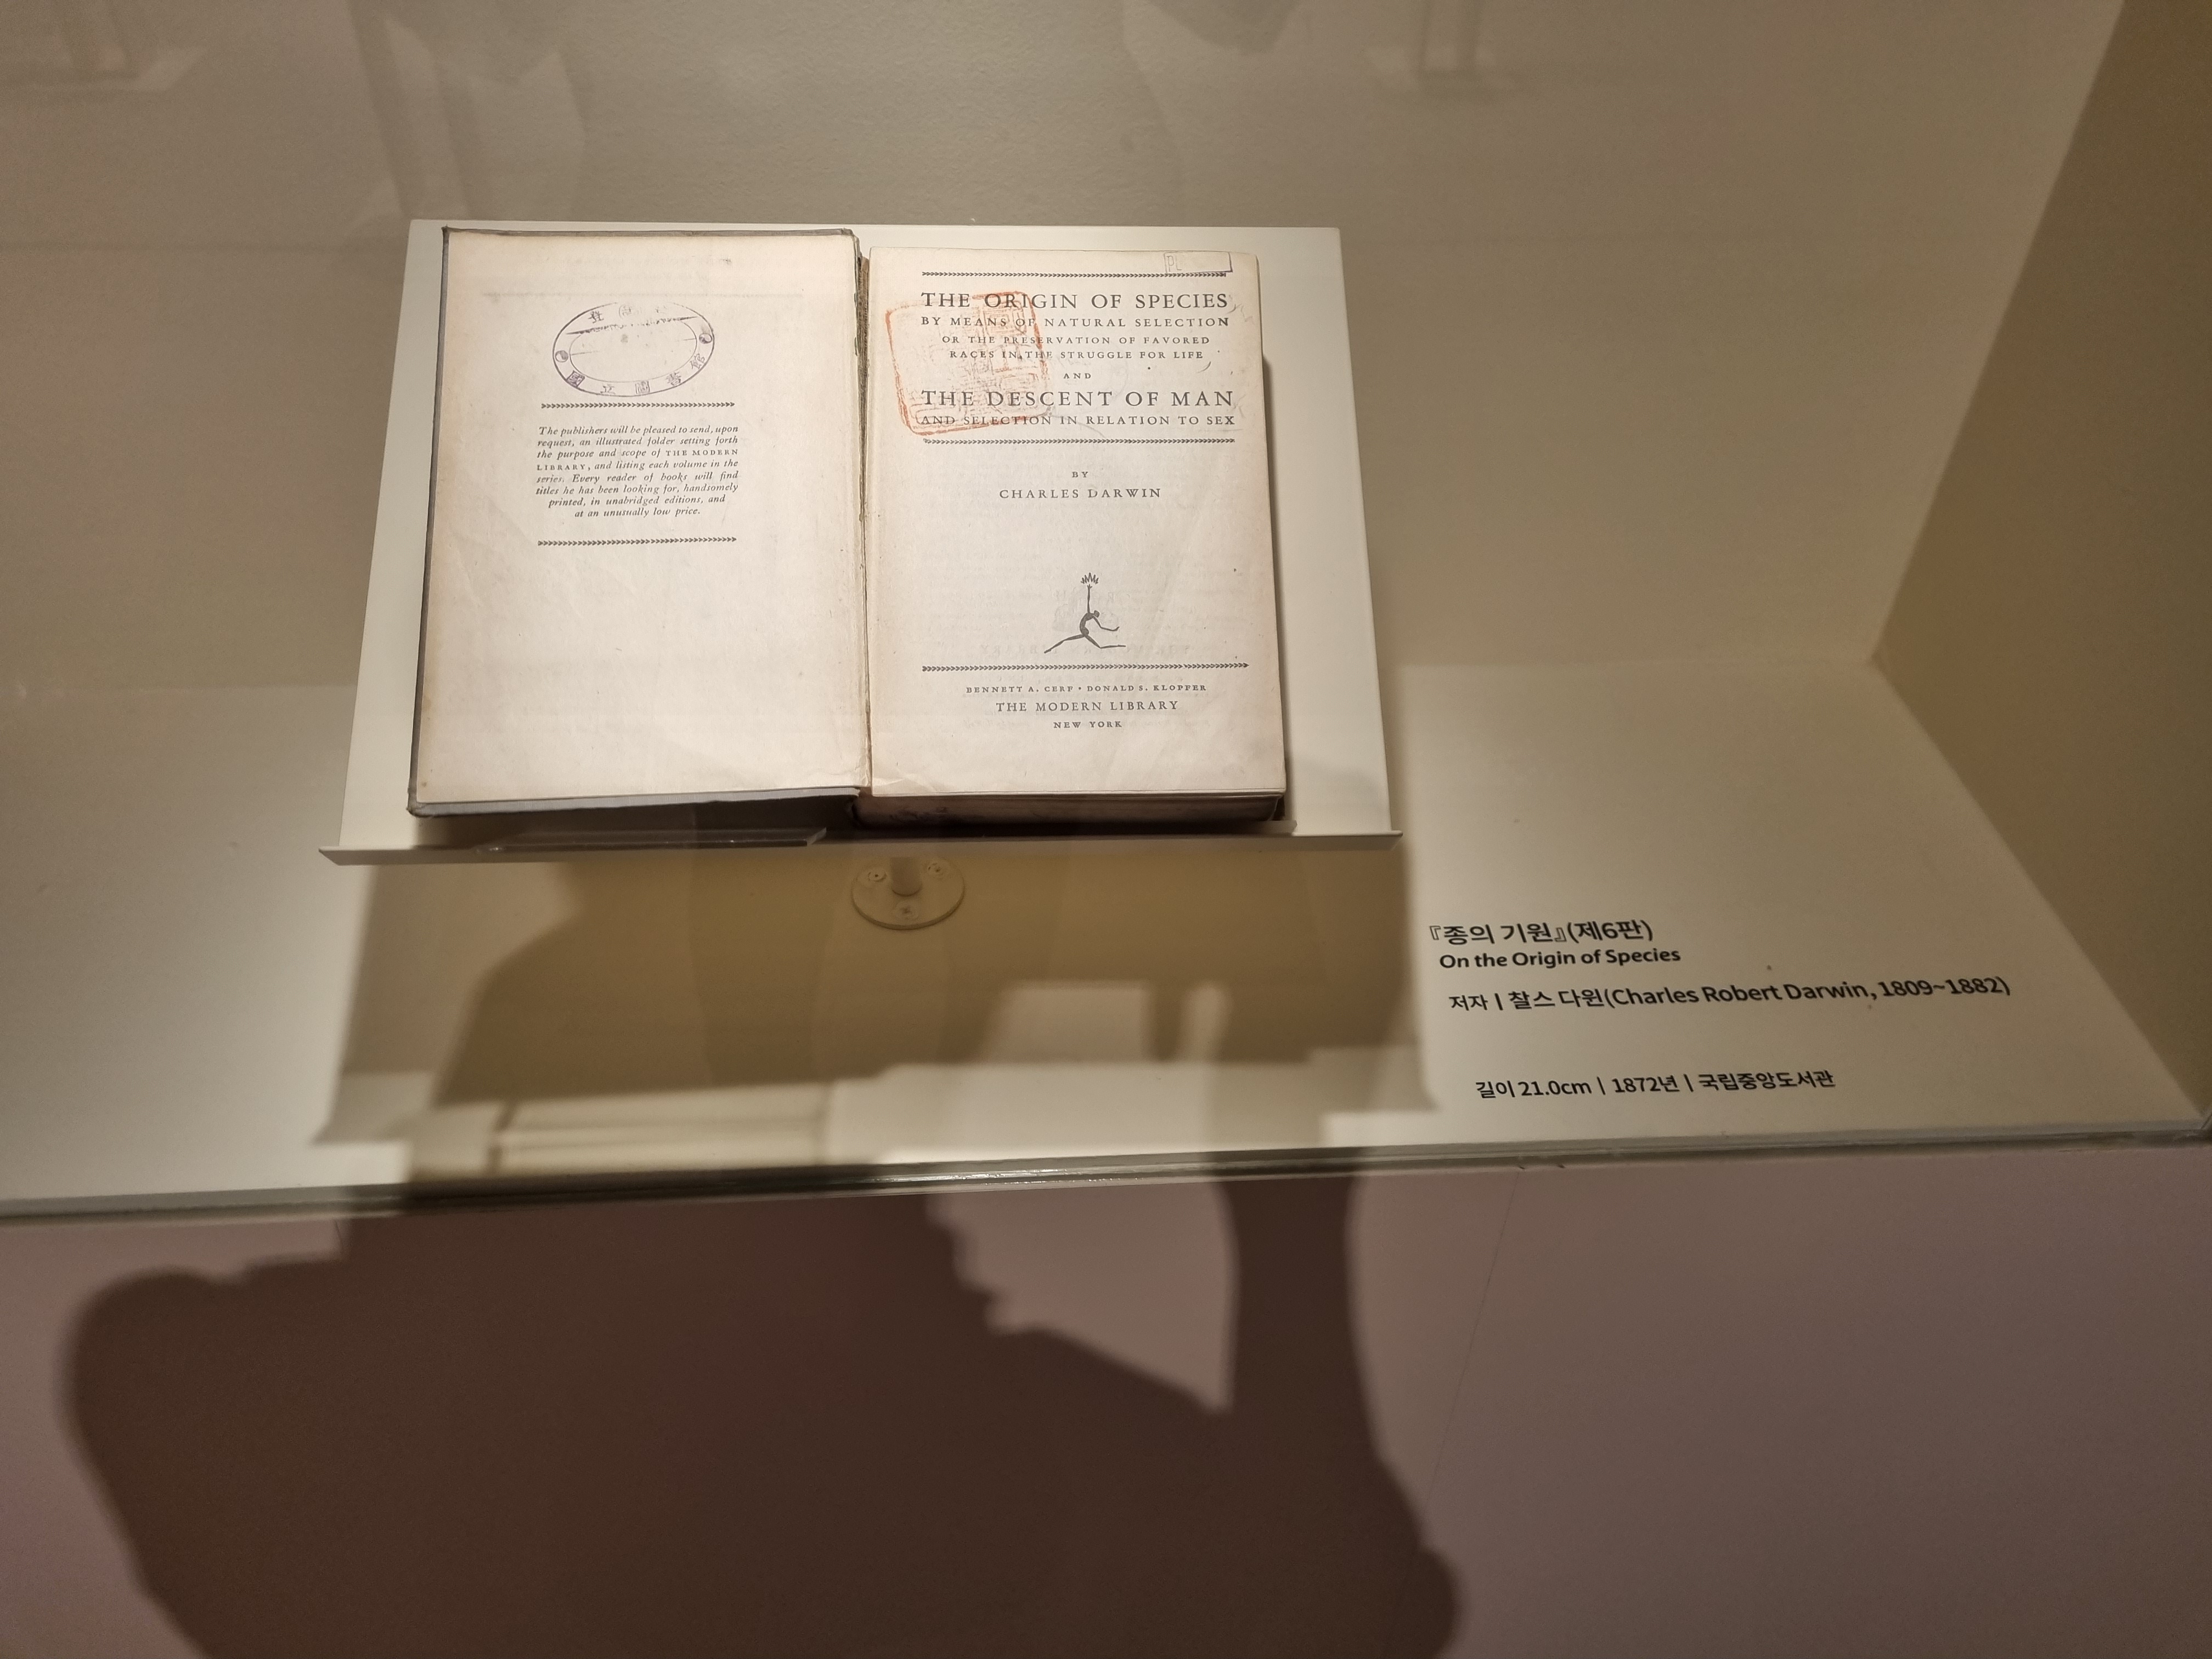 The publishers will be pleased to send, upon
request, an illustrated folder setting forth
the purpose and scope of THE MODERN
LIBRARY, and listing each volume in the
series. Every reader of books will find
titles he has been looking for, handsomely
printed, in unabridged editions, and
at an unusually low price.
THE ORIGIN OF SPECIES
BY MEANS OF NATURAL SELECTION
OR THE PRESERVATION OF FAVORED
RACES IN THE STRUGGLE FOR LIFE
AND
THE DESCENT OF MAN
AND SELECTION IN RELATION TO SEX
BY
CHARLES DARWIN
BENNETT A. CERF • DONALD S. KLOPFER
THE MODERN LIBRARY
NEW YORK
『종의 기원』(제6판)
On the Origin of Species
저자 | 찰스 다윈(Charles Robert Darwin, 1809~1882)
길이 21.0cm | 1872년 | 국립중앙도서관